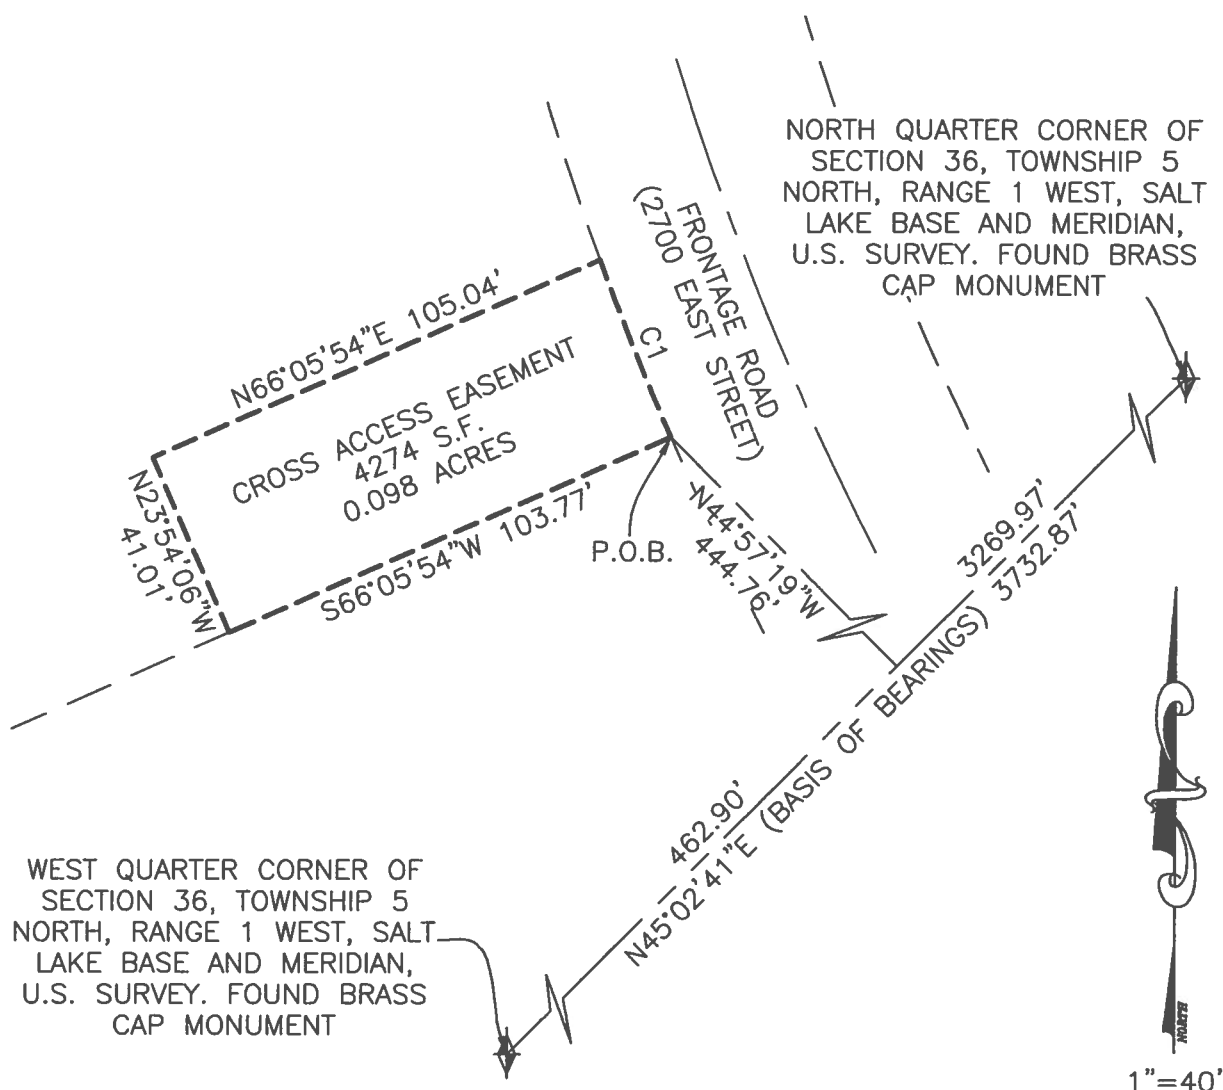 NORTH QUARTER CORNER OF
SECTION 36, TOWNSHIP 5
NORTH, RANGE 1 WEST, SALT
LAKE BASE AND MERIDIAN,
U.S. SURVEY. FOUND BRASS
CAP MONUMENT
FRONTAGE ROAD
(2700 EAST STREET)
N66°05'54"E 105.04'
C1
CROSS ACCESS EASEMENT
4274 S.F.
0.098 ACRES
N23°54'06"W
41.01'
S66°05'54"W 103.77'
P.O.B.
N44°57'19"W
444.76'
3269.97'
462.90'
N45°02'41"E (BASIS OF BEARINGS) 3732.87'
WEST QUARTER CORNER OF
SECTION 36, TOWNSHIP 5
NORTH, RANGE 1 WEST, SALT
LAKE BASE AND MERIDIAN,
U.S. SURVEY. FOUND BRASS
CAP MONUMENT
NORTH
1"=40'